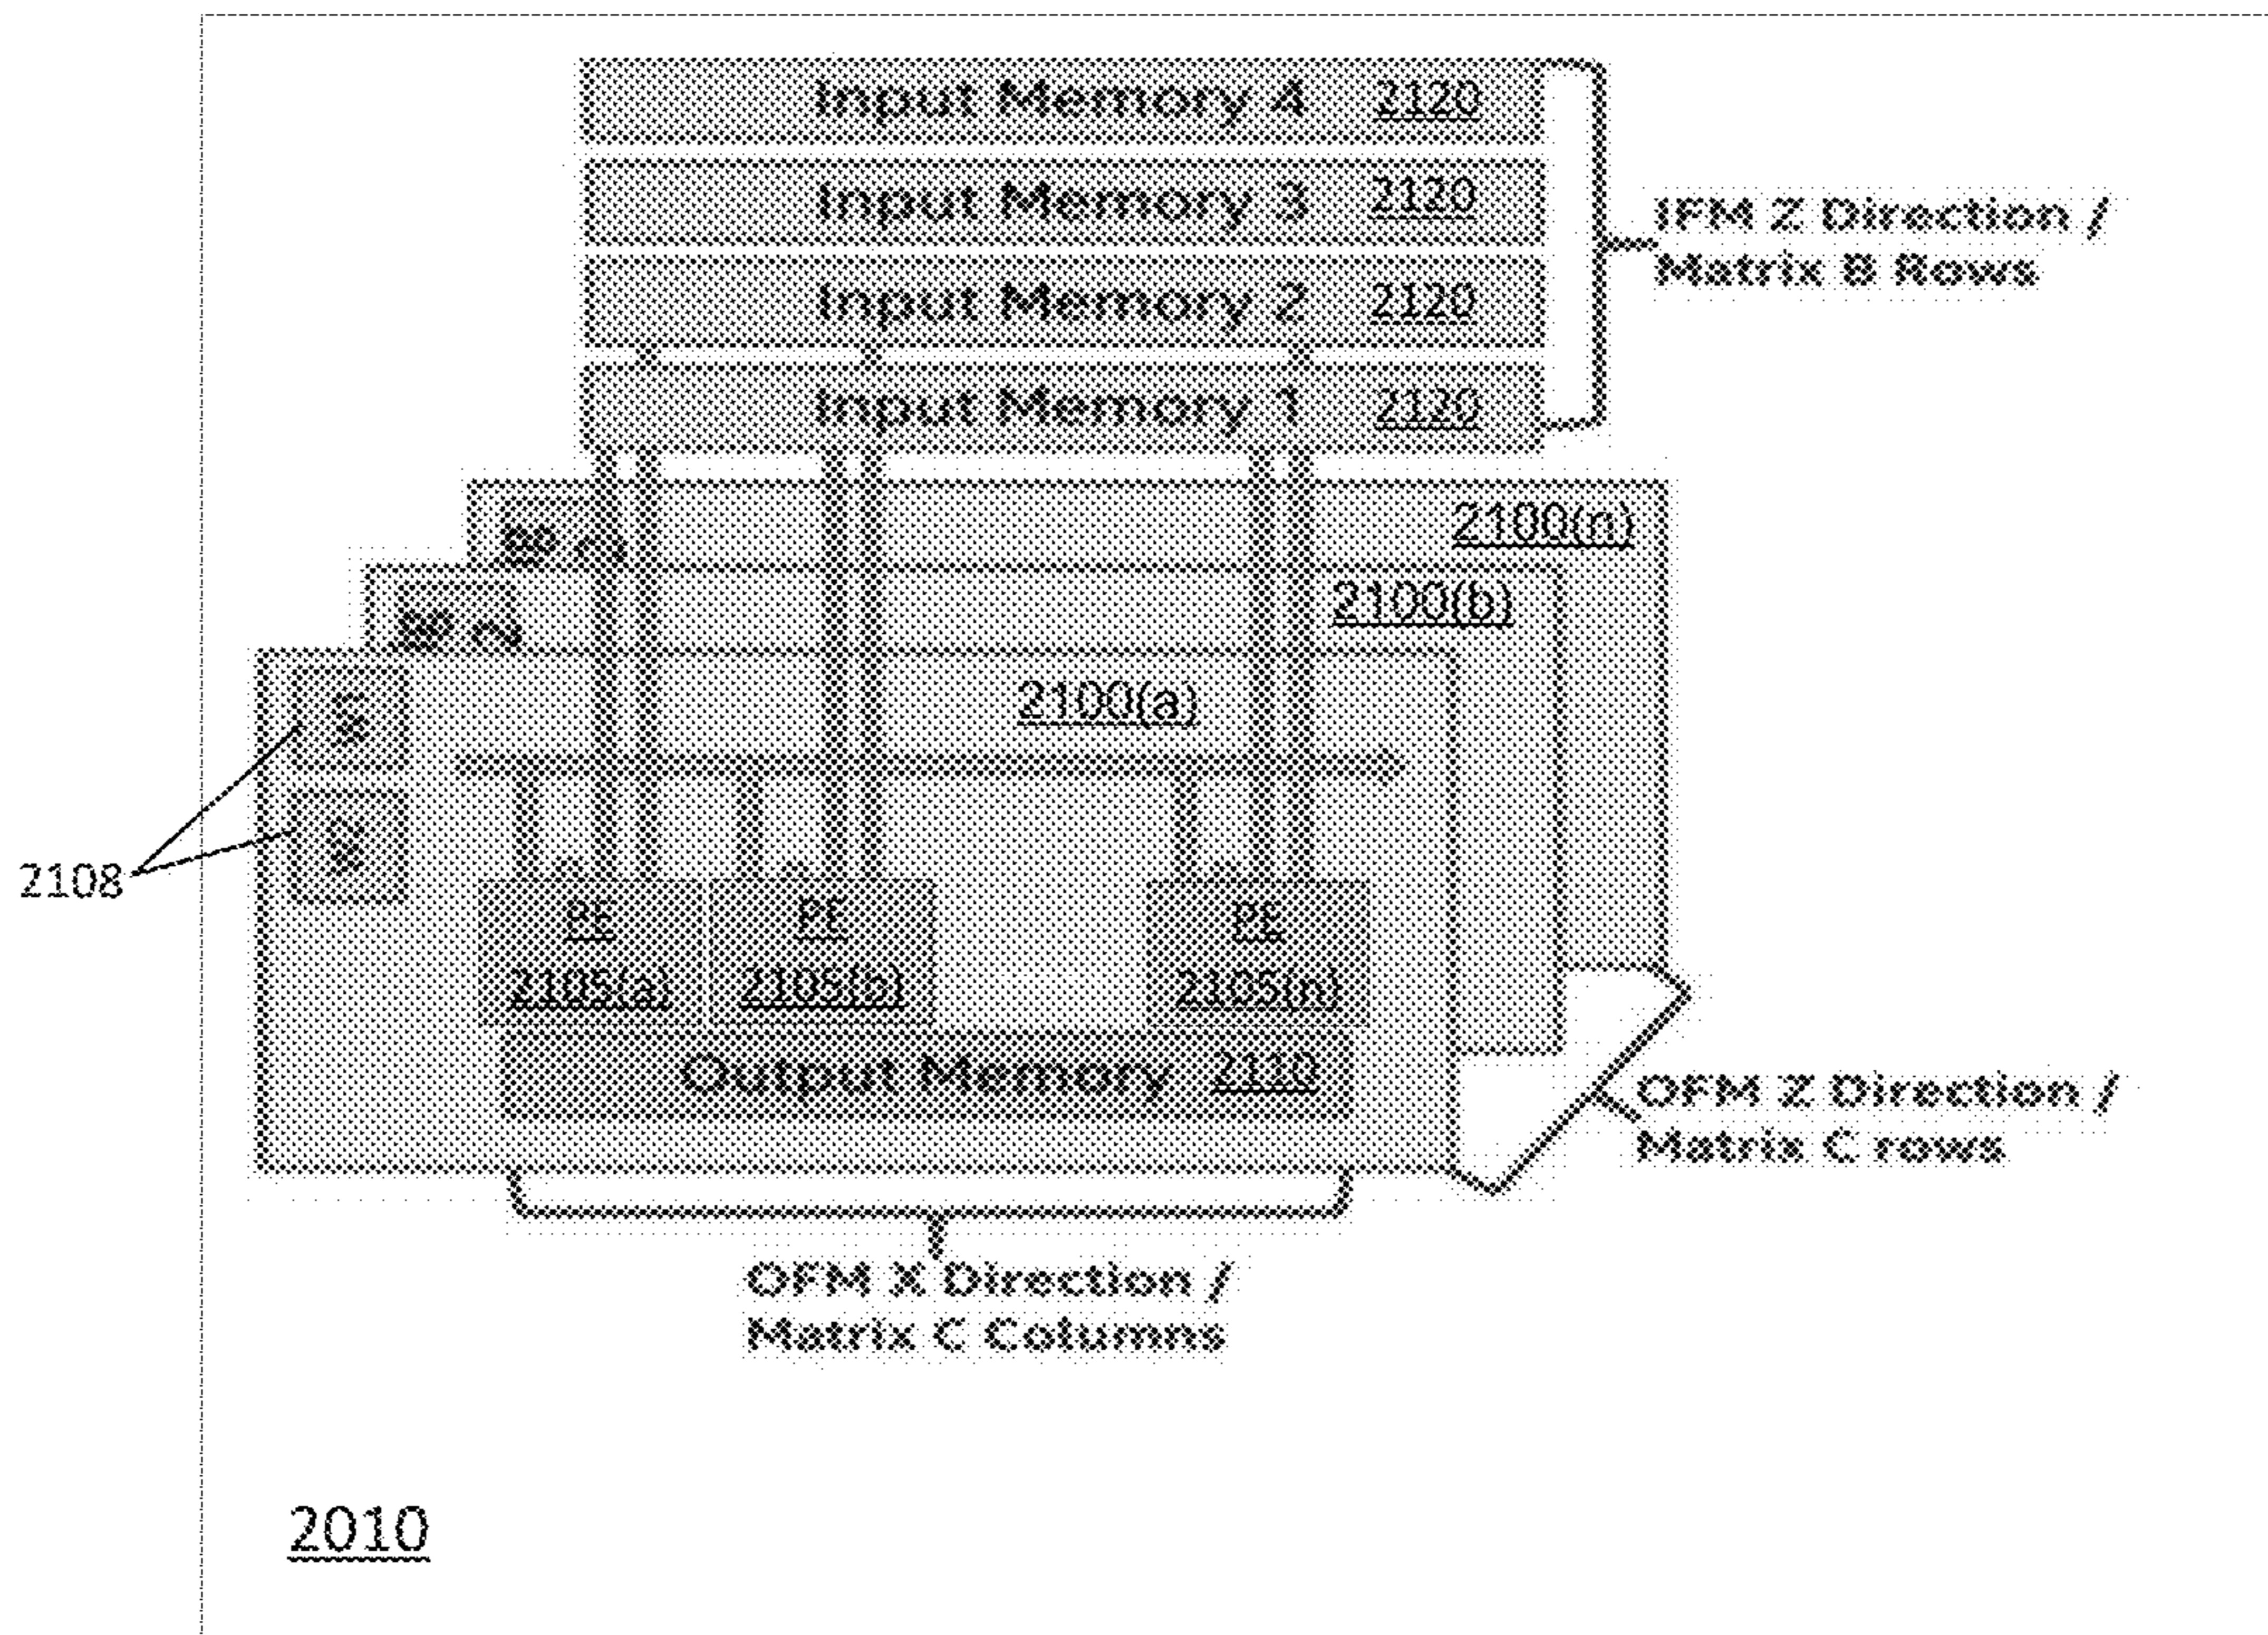 Input Memory 4 2120
Input Memory 3 2120
Input Memory 2 2120
Input Memory 1 2120
IFM Z Direction /
Matrix B Rows
2100(n)
2100(b)
2100(a)
2108
PE
2105(a)
PE
2105(b)
PE
2105(n)
Output Memory 2110
OFM Z Direction /
Matrix C rows
OFM X Direction /
Matrix C Columns
2010